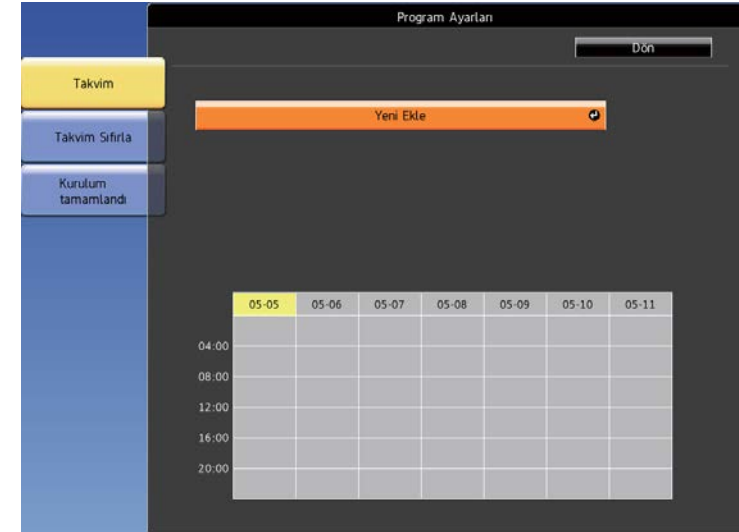 Program Ayarları
Dön
Takvim
Yeni Ekle
Takvim Sıfırla
Kurulum
tamamlandı
05-05 05-06 05-07 05-08 05-09 05-10 05-11
04:00
08:00
12:00
16:00
20:00